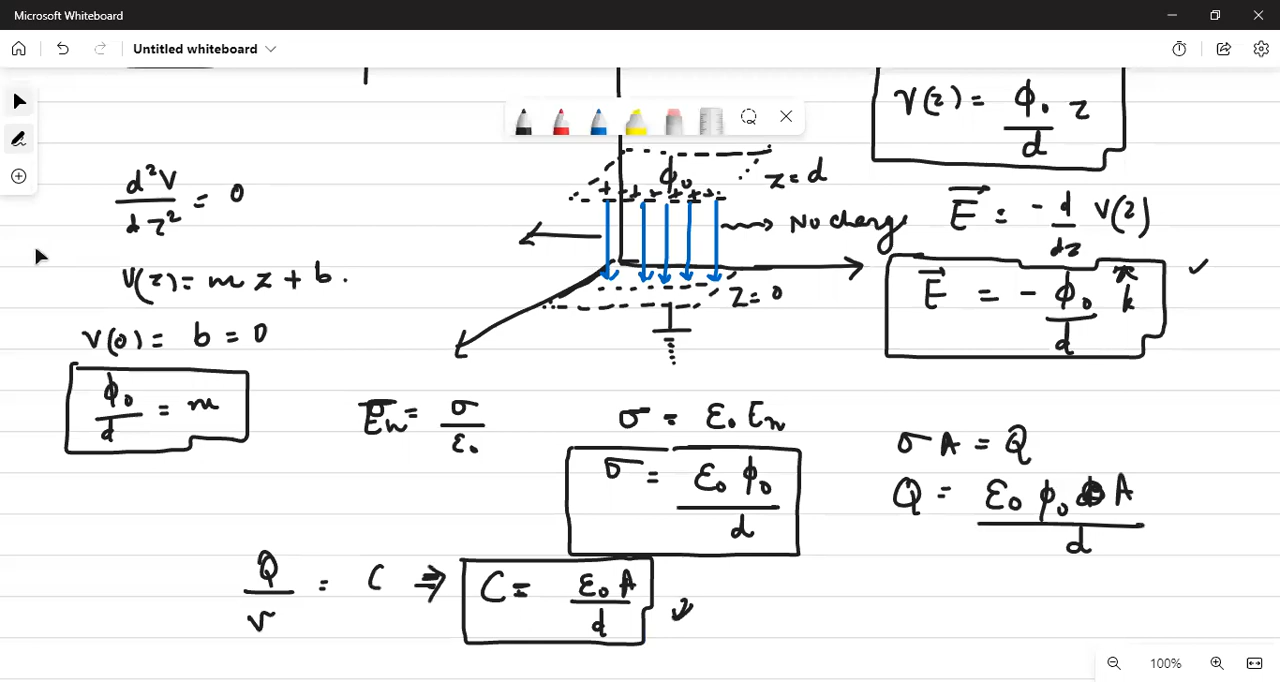 Microsoft Whiteboard
Untitled whiteboard
V(z) = ϕ₀/d z
z = d
ϕ₀
+ + + + + +
d²V/dz² = 0
No charge
E⃗ = - d/dz V(z)
V(z) = m z + b.
z = 0
E⃗ = - ϕ₀/d k̂
V(0) = b = 0
ϕ₀/d = m
E̅n = σ/ε₀
σ = ε₀ En
σ A = Q
σ = ε₀ ϕ₀/d
Q = ε₀ ϕ₀ A/d
Q/V = C ⇒ C = ε₀ A/d
100%